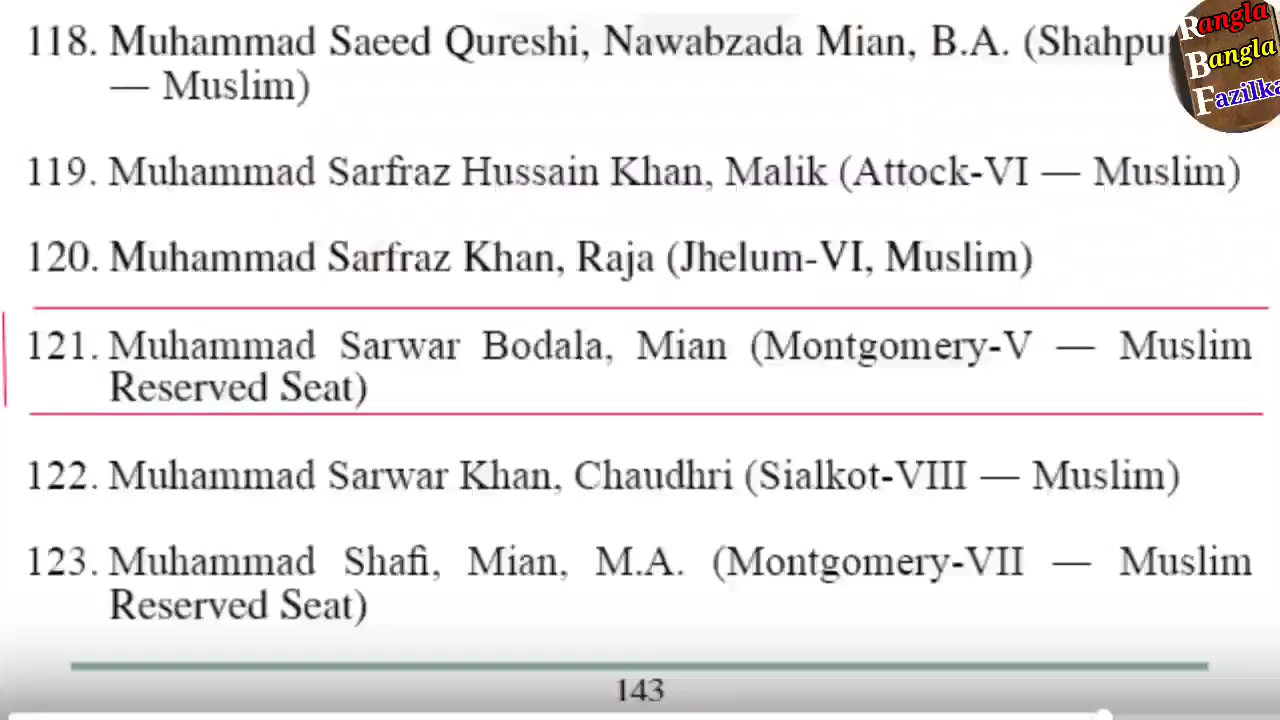 118. Muhammad Saeed Qureshi, Nawabzada Mian, B.A. (Shahpu
— Muslim)
119. Muhammad Sarfraz Hussain Khan, Malik (Attock-VI — Muslim)
120. Muhammad Sarfraz Khan, Raja (Jhelum-VI, Muslim)
121. Muhammad Sarwar Bodala, Mian (Montgomery-V — Muslim
Reserved Seat)
122. Muhammad Sarwar Khan, Chaudhri (Sialkot-VIII — Muslim)
123. Muhammad Shafi, Mian, M.A. (Montgomery-VII — Muslim
Reserved Seat)
143
Rangla
Bangla
Fazilka